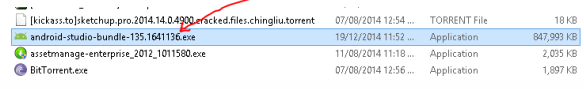 [kickass.to]sketchup.pro.2014.14.0.4900.cracked.files.chingliu.torrent 07/08/2014 12:54 ... TORRENT File 18 KB
android-studio-bundle-135.1641136.exe 19/12/2014 11:52 ... Application 847,993 KB
assetmanage-enterprise_2012_1011580.exe 11/08/2014 11:18 ... Application 2,035 KB
BitTorrent.exe 07/08/2014 12:56 ... Application 1,897 KB